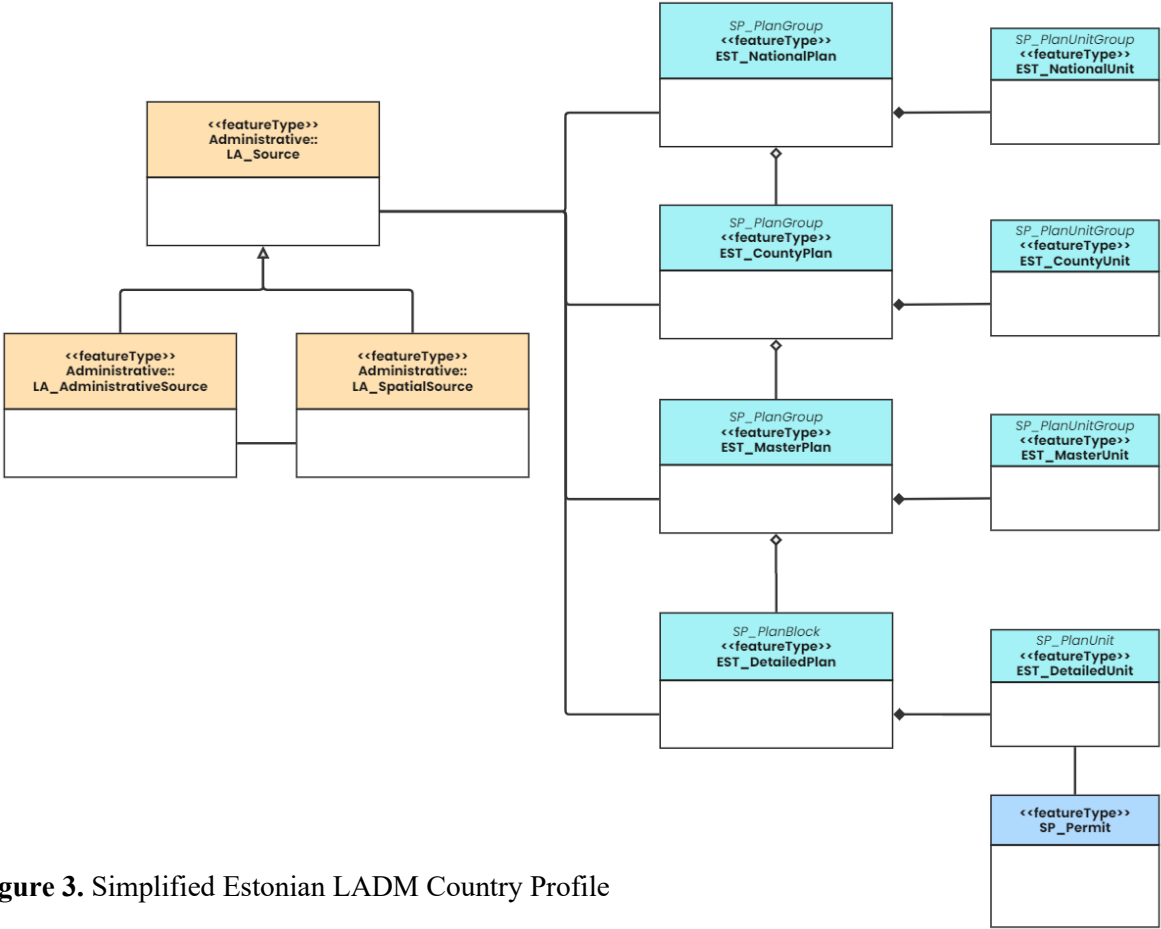 SP_PlanGroup
<<featureType>>
EST_NationalPlan
SP_PlanUnitGroup
<<featureType>>
EST_NationalUnit
<<featureType>>
Administrative::
LA_Source
SP_PlanGroup
<<featureType>>
EST_CountyPlan
SP_PlanUnitGroup
<<featureType>>
EST_CountyUnit
<<featureType>>
Administrative::
LA_AdministrativeSource
<<featureType>>
Administrative::
LA_SpatialSource
SP_PlanGroup
<<featureType>>
EST_MasterPlan
SP_PlanUnitGroup
<<featureType>>
EST_MasterUnit
SP_PlanBlock
<<featureType>>
EST_DetailedPlan
SP_PlanUnit
<<featureType>>
EST_DetailedUnit
<<featureType>>
SP_Permit
gure 3. Simplified Estonian LADM Country Profile